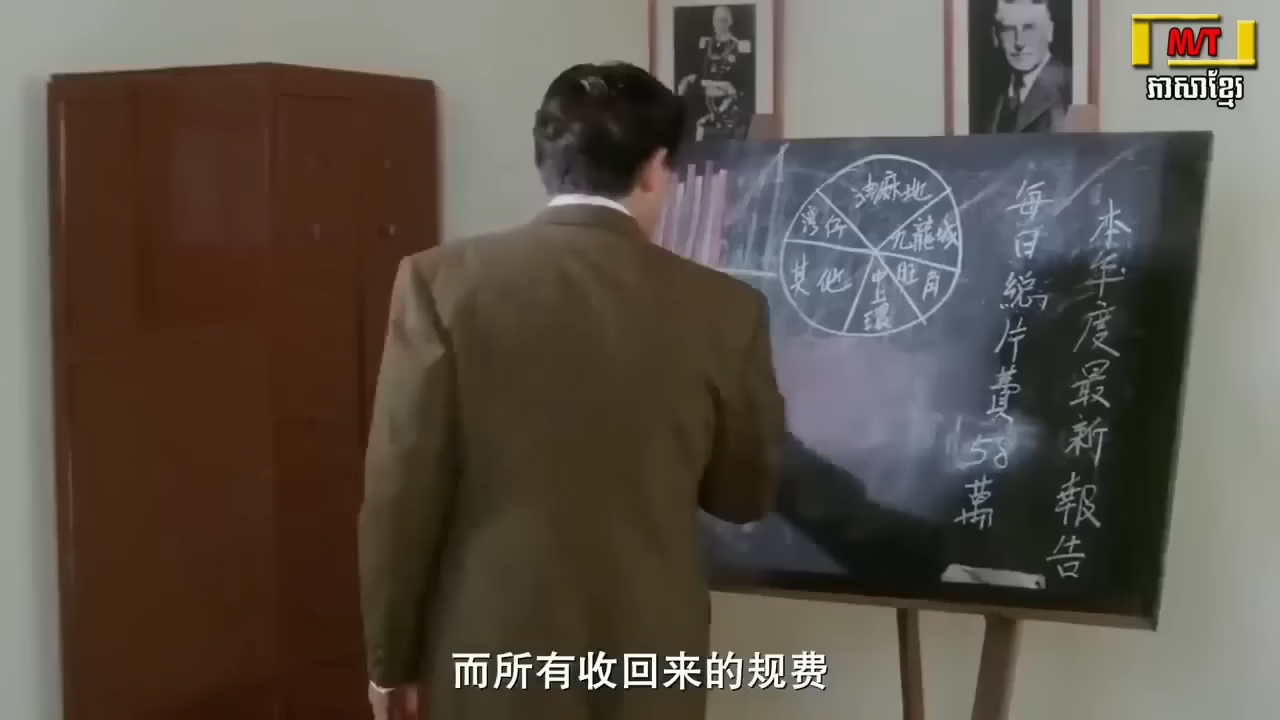 M/T
ភាសាខ្មែរ
本年度最新報告
每日總片費58萬
油麻地
九龍城
旺角
中上環
其他
灣仔
而所有收回来的规费